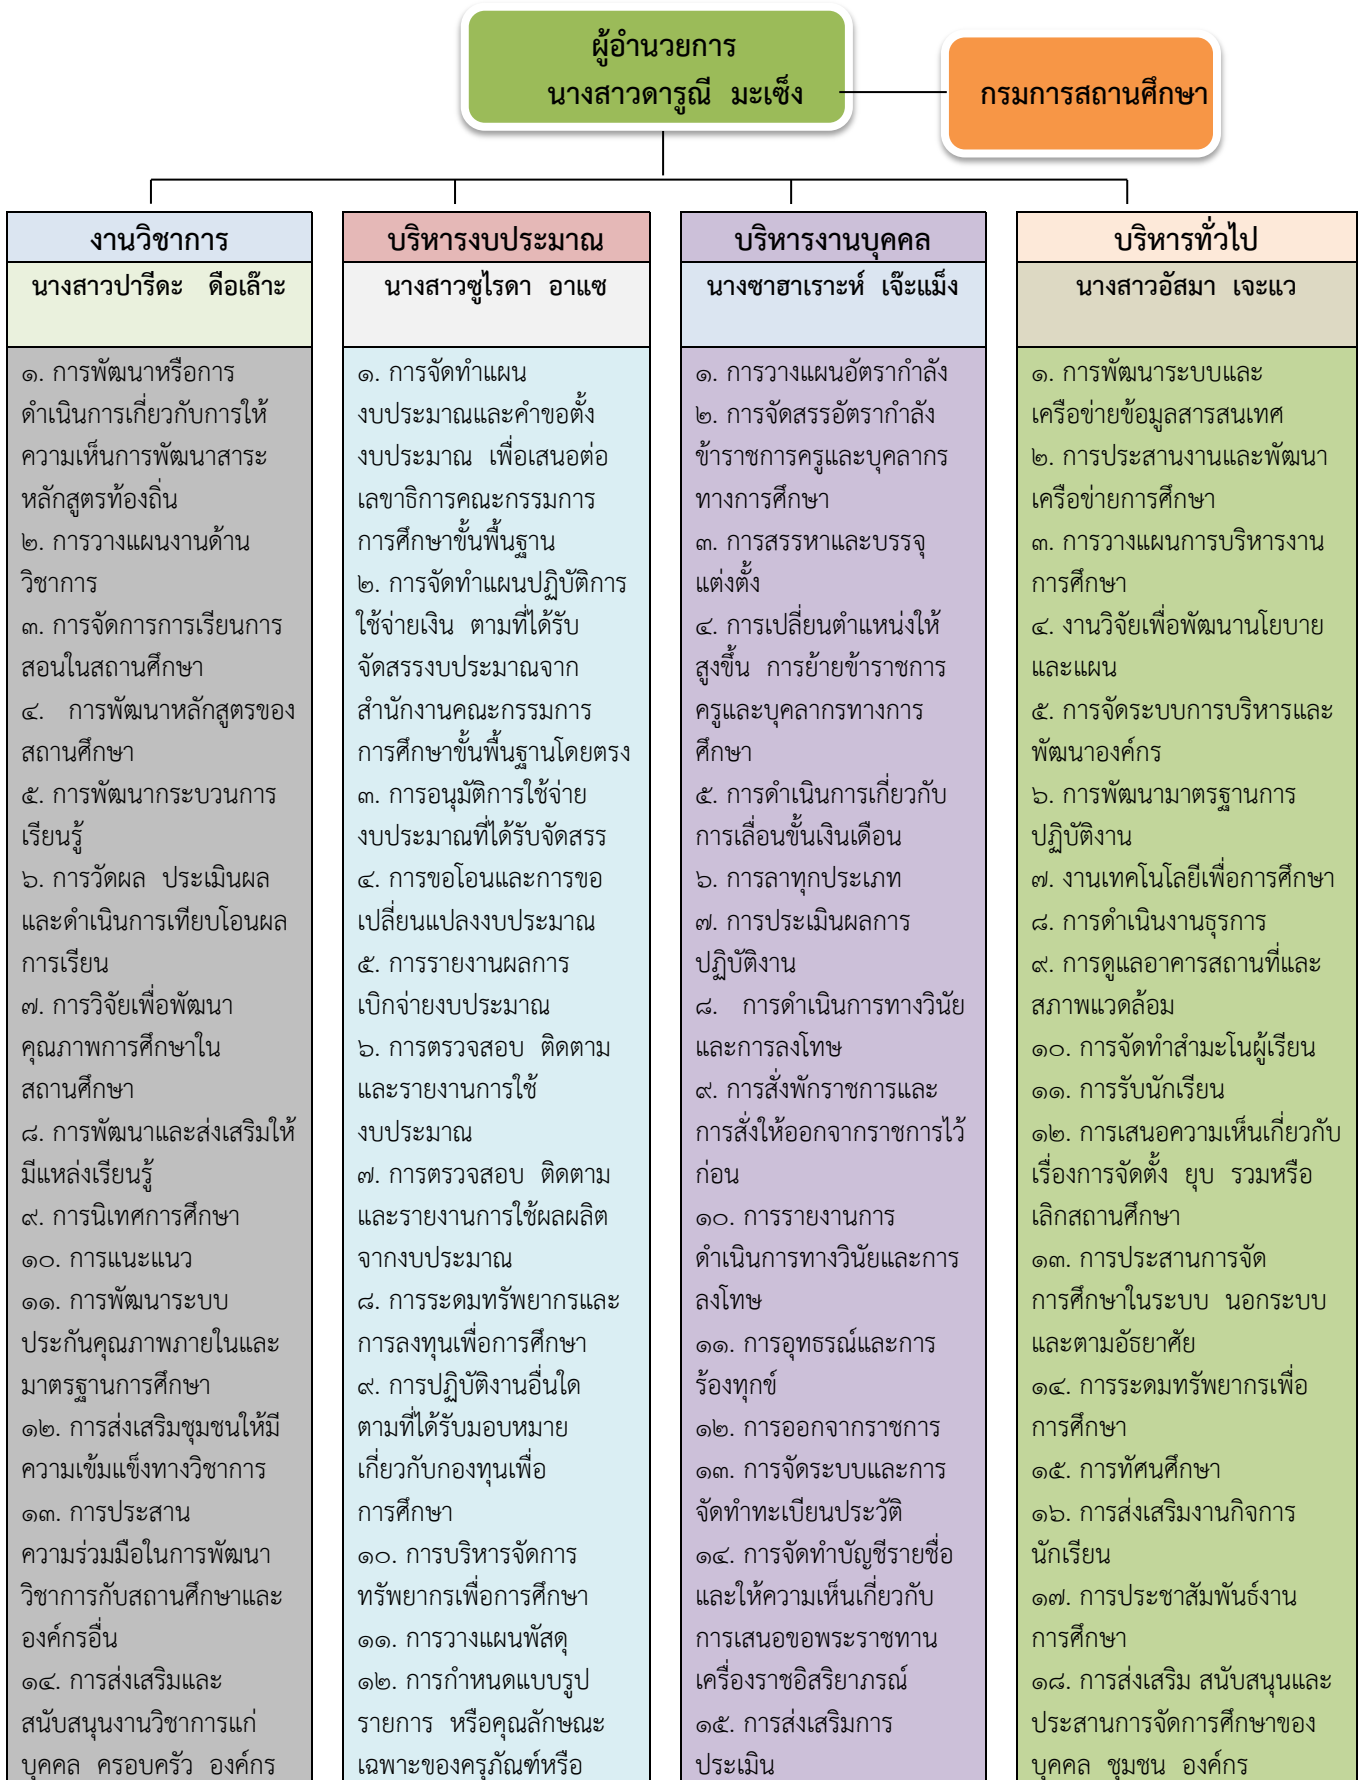 ผู้อำนวยการ
นางสาวดารูณี มะเซ็ง
กรมการสถานศึกษา
งานวิชาการ
นางสาวปารีดะ ดือเล๊าะ
๑. การพัฒนาหรือการ
ดำเนินการเกี่ยวกับการให้
ความเห็นการพัฒนาสาระ
หลักสูตรท้องถิ่น
๒. การวางแผนงานด้าน
วิชาการ
๓. การจัดการการเรียนการ
สอนในสถานศึกษา
๔. การพัฒนาหลักสูตรของ
สถานศึกษา
๕. การพัฒนากระบวนการ
เรียนรู้
๖. การวัดผล ประเมินผล
และดำเนินการเทียบโอนผล
การเรียน
๗. การวิจัยเพื่อพัฒนา
คุณภาพการศึกษาใน
สถานศึกษา
๘. การพัฒนาและส่งเสริมให้
มีแหล่งเรียนรู้
๙. การนิเทศการศึกษา
๑๐. การแนะแนว
๑๑. การพัฒนาระบบ
ประกันคุณภาพภายในและ
มาตรฐานการศึกษา
๑๒. การส่งเสริมชุมชนให้มี
ความเข้มแข็งทางวิชาการ
๑๓. การประสาน
ความร่วมมือในการพัฒนา
วิชาการกับสถานศึกษาและ
องค์กรอื่น
๑๔. การส่งเสริมและ
สนับสนุนงานวิชาการแก่
บุคคล ครอบครัว องค์กร
บริหารงบประมาณ
นางสาวซูไรดา อาแซ
๑. การจัดทำแผน
งบประมาณและคำขอตั้ง
งบประมาณ เพื่อเสนอต่อ
เลขาธิการคณะกรรมการ
การศึกษาขั้นพื้นฐาน
๒. การจัดทำแผนปฏิบัติการ
ใช้จ่ายเงิน ตามที่ได้รับ
จัดสรรงบประมาณจาก
สำนักงานคณะกรรมการ
การศึกษาขั้นพื้นฐานโดยตรง
๓. การอนุมัติการใช้จ่าย
งบประมาณที่ได้รับจัดสรร
๔. การขอโอนและการขอ
เปลี่ยนแปลงงบประมาณ
๕. การรายงานผลการ
เบิกจ่ายงบประมาณ
๖. การตรวจสอบ ติดตาม
และรายงานการใช้
งบประมาณ
๗. การตรวจสอบ ติดตาม
และรายงานการใช้ผลผลิต
จากงบประมาณ
๘. การระดมทรัพยากรและ
การลงทุนเพื่อการศึกษา
๙. การปฏิบัติงานอื่นใด
ตามที่ได้รับมอบหมาย
เกี่ยวกับกองทุนเพื่อ
การศึกษา
๑๐. การบริหารจัดการ
ทรัพยากรเพื่อการศึกษา
๑๑. การวางแผนพัสดุ
๑๒. การกำหนดแบบรูป
รายการ หรือคุณลักษณะ
เฉพาะของครุภัณฑ์หรือ
บริหารงานบุคคล
นางซาฮาเราะห์ เจ๊ะแม็ง
๑. การวางแผนอัตรากำลัง
๒. การจัดสรรอัตรากำลัง
ข้าราชการครูและบุคลากร
ทางการศึกษา
๓. การสรรหาและบรรจุ
แต่งตั้ง
๔. การเปลี่ยนตำแหน่งให้
สูงขึ้น การย้ายข้าราชการ
ครูและบุคลากรทางการ
ศึกษา
๕. การดำเนินการเกี่ยวกับ
การเลื่อนขั้นเงินเดือน
๖. การลาทุกประเภท
๗. การประเมินผลการ
ปฏิบัติงาน
๘. การดำเนินการทางวินัย
และการลงโทษ
๙. การสั่งพักราชการและ
การสั่งให้ออกจากราชการไว้
ก่อน
๑๐. การรายงานการ
ดำเนินการทางวินัยและการ
ลงโทษ
๑๑. การอุทธรณ์และการ
ร้องทุกข์
๑๒. การออกจากราชการ
๑๓. การจัดระบบและการ
จัดทำทะเบียนประวัติ
๑๔. การจัดทำบัญชีรายชื่อ
และให้ความเห็นเกี่ยวกับ
การเสนอขอพระราชทาน
เครื่องราชอิสริยาภรณ์
๑๕. การส่งเสริมการ
ประเมิน
บริหารทั่วไป
นางสาวอัสมา เจะแว
๑. การพัฒนาระบบและ
เครือข่ายข้อมูลสารสนเทศ
๒. การประสานงานและพัฒนา
เครือข่ายการศึกษา
๓. การวางแผนการบริหารงาน
การศึกษา
๔. งานวิจัยเพื่อพัฒนานโยบาย
และแผน
๕. การจัดระบบการบริหารและ
พัฒนาองค์กร
๖. การพัฒนามาตรฐานการ
ปฏิบัติงาน
๗. งานเทคโนโลยีเพื่อการศึกษา
๘. การดำเนินงานธุรการ
๙. การดูแลอาคารสถานที่และ
สภาพแวดล้อม
๑๐. การจัดทำสำมะโนผู้เรียน
๑๑. การรับนักเรียน
๑๒. การเสนอความเห็นเกี่ยวกับ
เรื่องการจัดตั้ง ยุบ รวมหรือ
เลิกสถานศึกษา
๑๓. การประสานการจัด
การศึกษาในระบบ นอกระบบ
และตามอัธยาศัย
๑๔. การระดมทรัพยากรเพื่อ
การศึกษา
๑๕. การทัศนศึกษา
๑๖. การส่งเสริมงานกิจการ
นักเรียน
๑๗. การประชาสัมพันธ์งาน
การศึกษา
๑๘. การส่งเสริม สนับสนุนและ
ประสานการจัดการศึกษาของ
บุคคล ชุมชน องค์กร